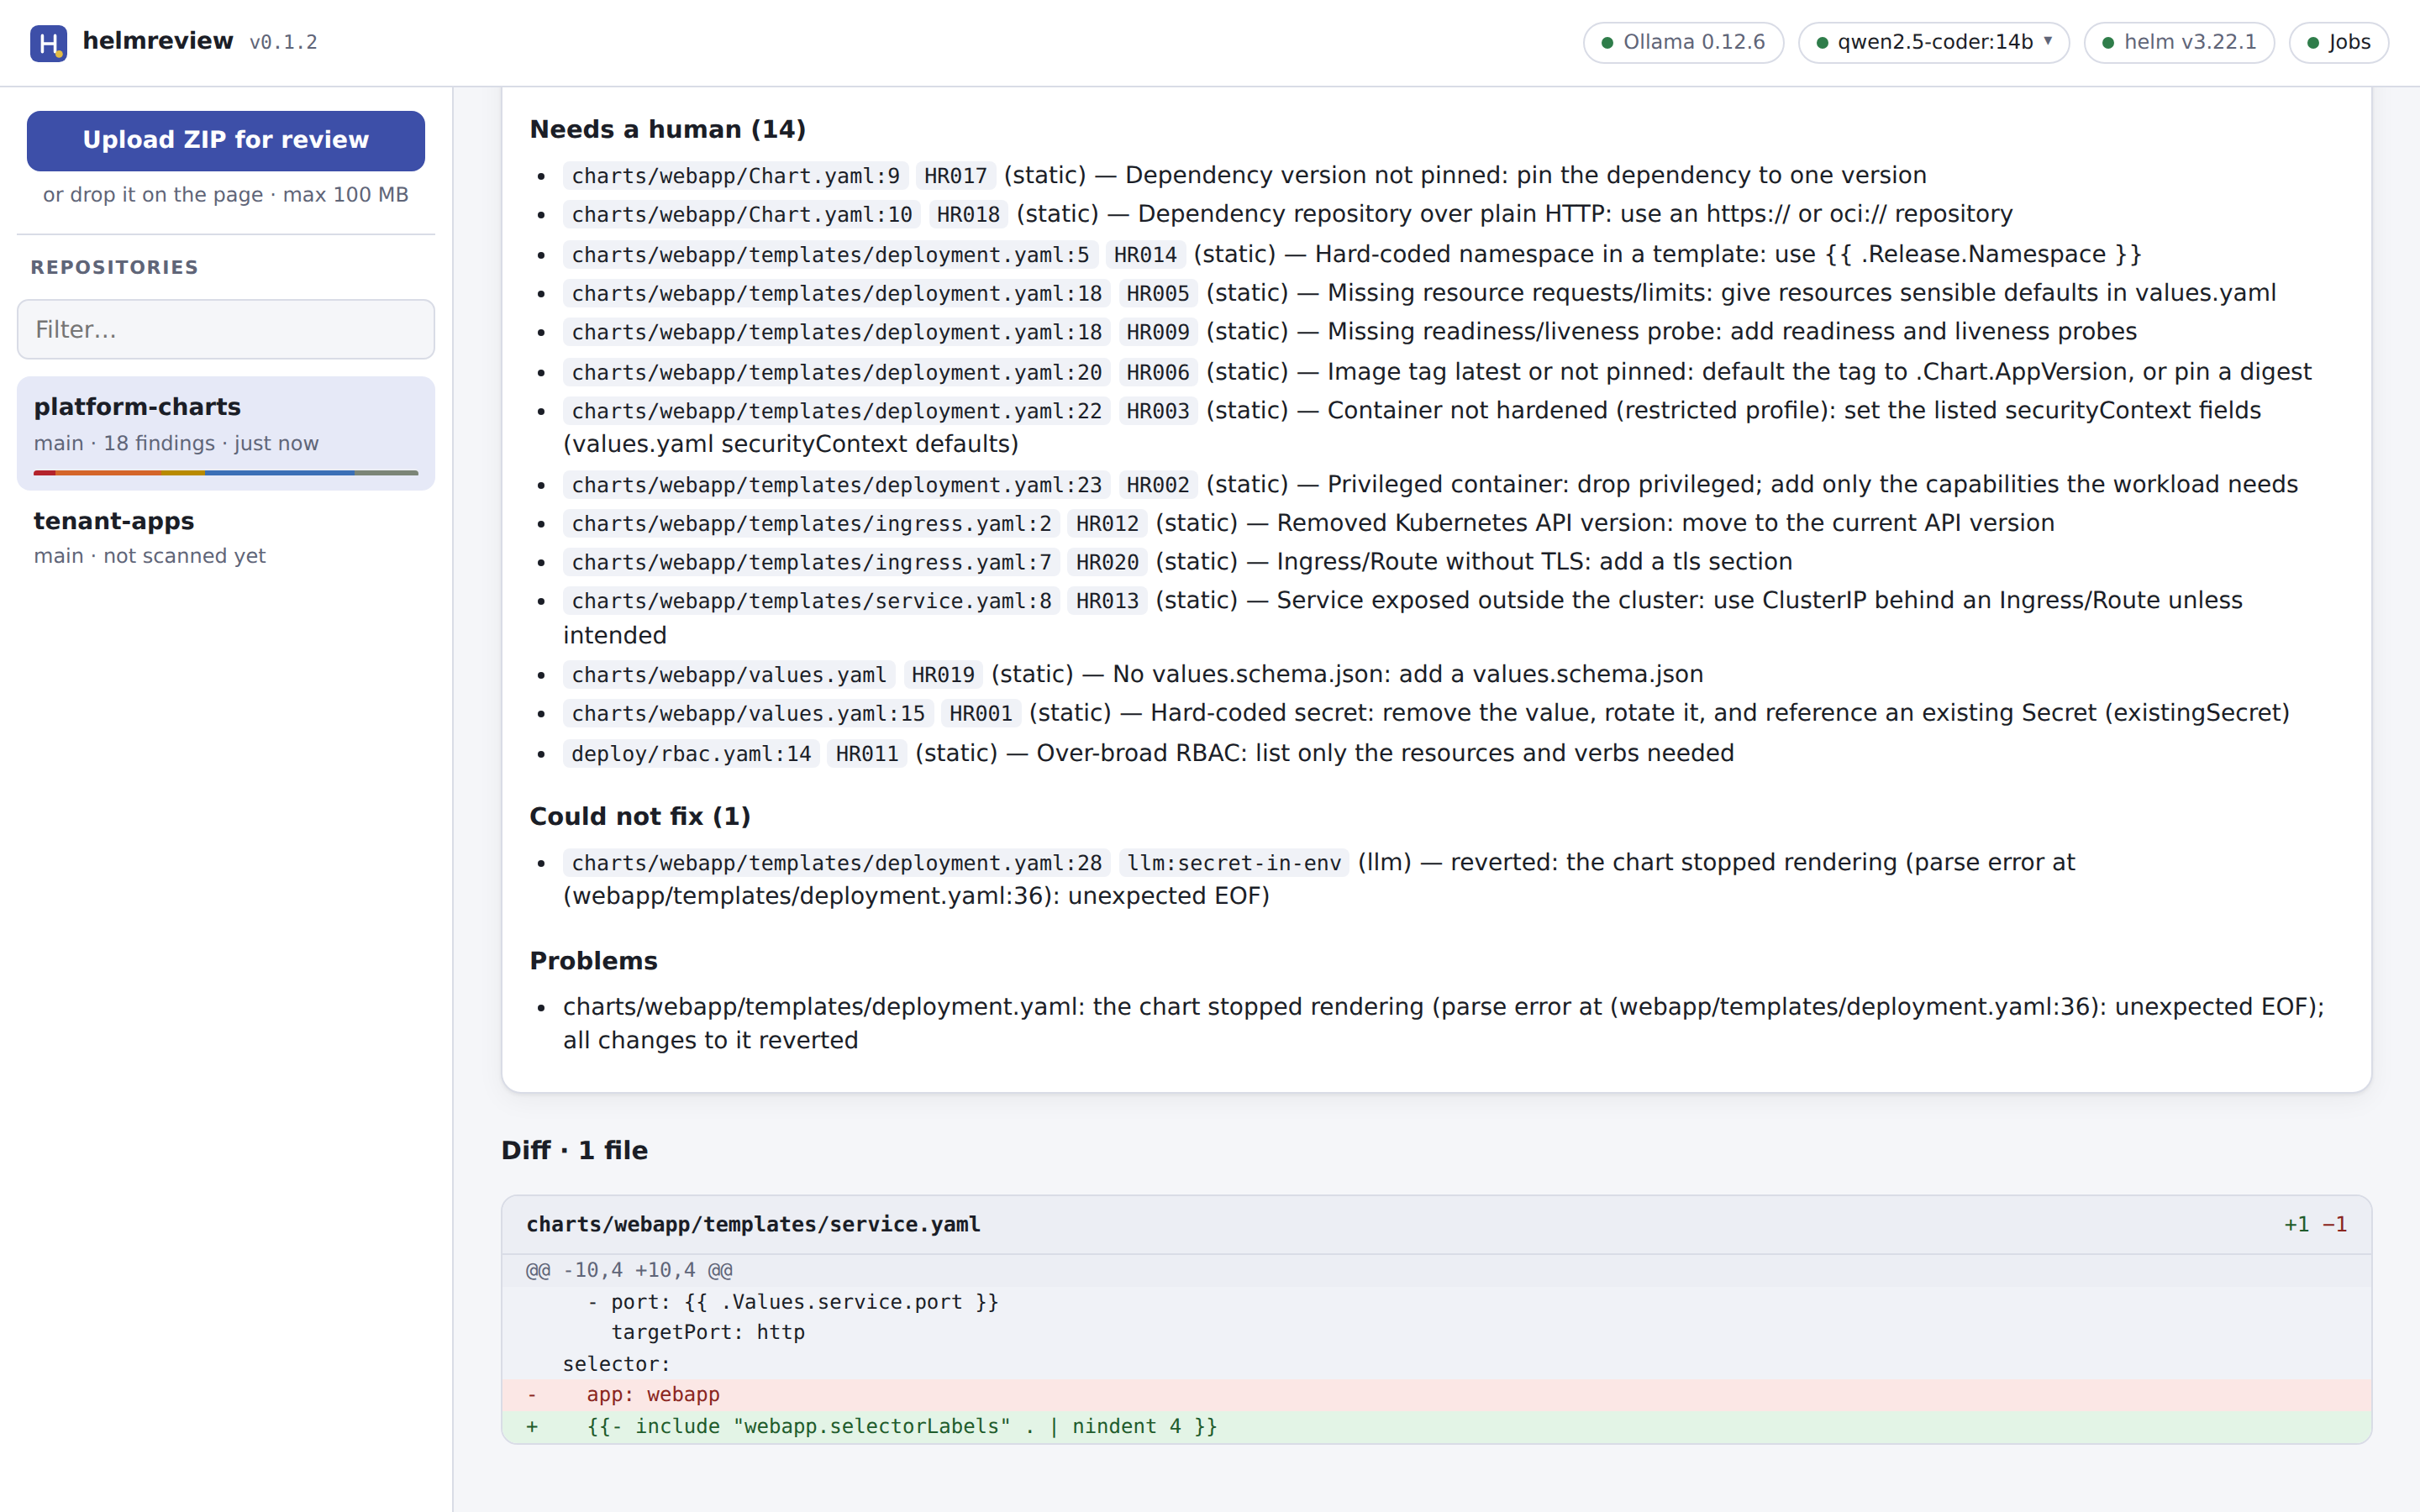 helmreview v0.1.2
Ollama 0.12.6
qwen2.5-coder:14b ▾
helm v3.22.1
Jobs
Upload ZIP for review
or drop it on the page · max 100 MB
REPOSITORIES
Filter…
platform-charts
main · 18 findings · just now
tenant-apps
main · not scanned yet
Needs a human (14)
• charts/webapp/Chart.yaml:9 HR017 (static) — Dependency version not pinned: pin the dependency to one version
• charts/webapp/Chart.yaml:10 HR018 (static) — Dependency repository over plain HTTP: use an https:// or oci:// repository
• charts/webapp/templates/deployment.yaml:5 HR014 (static) — Hard-coded namespace in a template: use {{ .Release.Namespace }}
• charts/webapp/templates/deployment.yaml:18 HR005 (static) — Missing resource requests/limits: give resources sensible defaults in values.yaml
• charts/webapp/templates/deployment.yaml:18 HR009 (static) — Missing readiness/liveness probe: add readiness and liveness probes
• charts/webapp/templates/deployment.yaml:20 HR006 (static) — Image tag latest or not pinned: default the tag to .Chart.AppVersion, or pin a digest
• charts/webapp/templates/deployment.yaml:22 HR003 (static) — Container not hardened (restricted profile): set the listed securityContext fields
(values.yaml securityContext defaults)
• charts/webapp/templates/deployment.yaml:23 HR002 (static) — Privileged container: drop privileged; add only the capabilities the workload needs
• charts/webapp/templates/ingress.yaml:2 HR012 (static) — Removed Kubernetes API version: move to the current API version
• charts/webapp/templates/ingress.yaml:7 HR020 (static) — Ingress/Route without TLS: add a tls section
• charts/webapp/templates/service.yaml:8 HR013 (static) — Service exposed outside the cluster: use ClusterIP behind an Ingress/Route unless
intended
• charts/webapp/values.yaml HR019 (static) — No values.schema.json: add a values.schema.json
• charts/webapp/values.yaml:15 HR001 (static) — Hard-coded secret: remove the value, rotate it, and reference an existing Secret (existingSecret)
• deploy/rbac.yaml:14 HR011 (static) — Over-broad RBAC: list only the resources and verbs needed
Could not fix (1)
• charts/webapp/templates/deployment.yaml:28 llm:secret-in-env (llm) — reverted: the chart stopped rendering (parse error at
(webapp/templates/deployment.yaml:36): unexpected EOF)
Problems
• charts/webapp/templates/deployment.yaml: the chart stopped rendering (parse error at (webapp/templates/deployment.yaml:36): unexpected EOF);
all changes to it reverted
Diff · 1 file
charts/webapp/templates/service.yaml +1 −1
@@ -10,4 +10,4 @@
     - port: {{ .Values.service.port }}
       targetPort: http
   selector:
-    app: webapp
+    {{- include "webapp.selectorLabels" . | nindent 4 }}